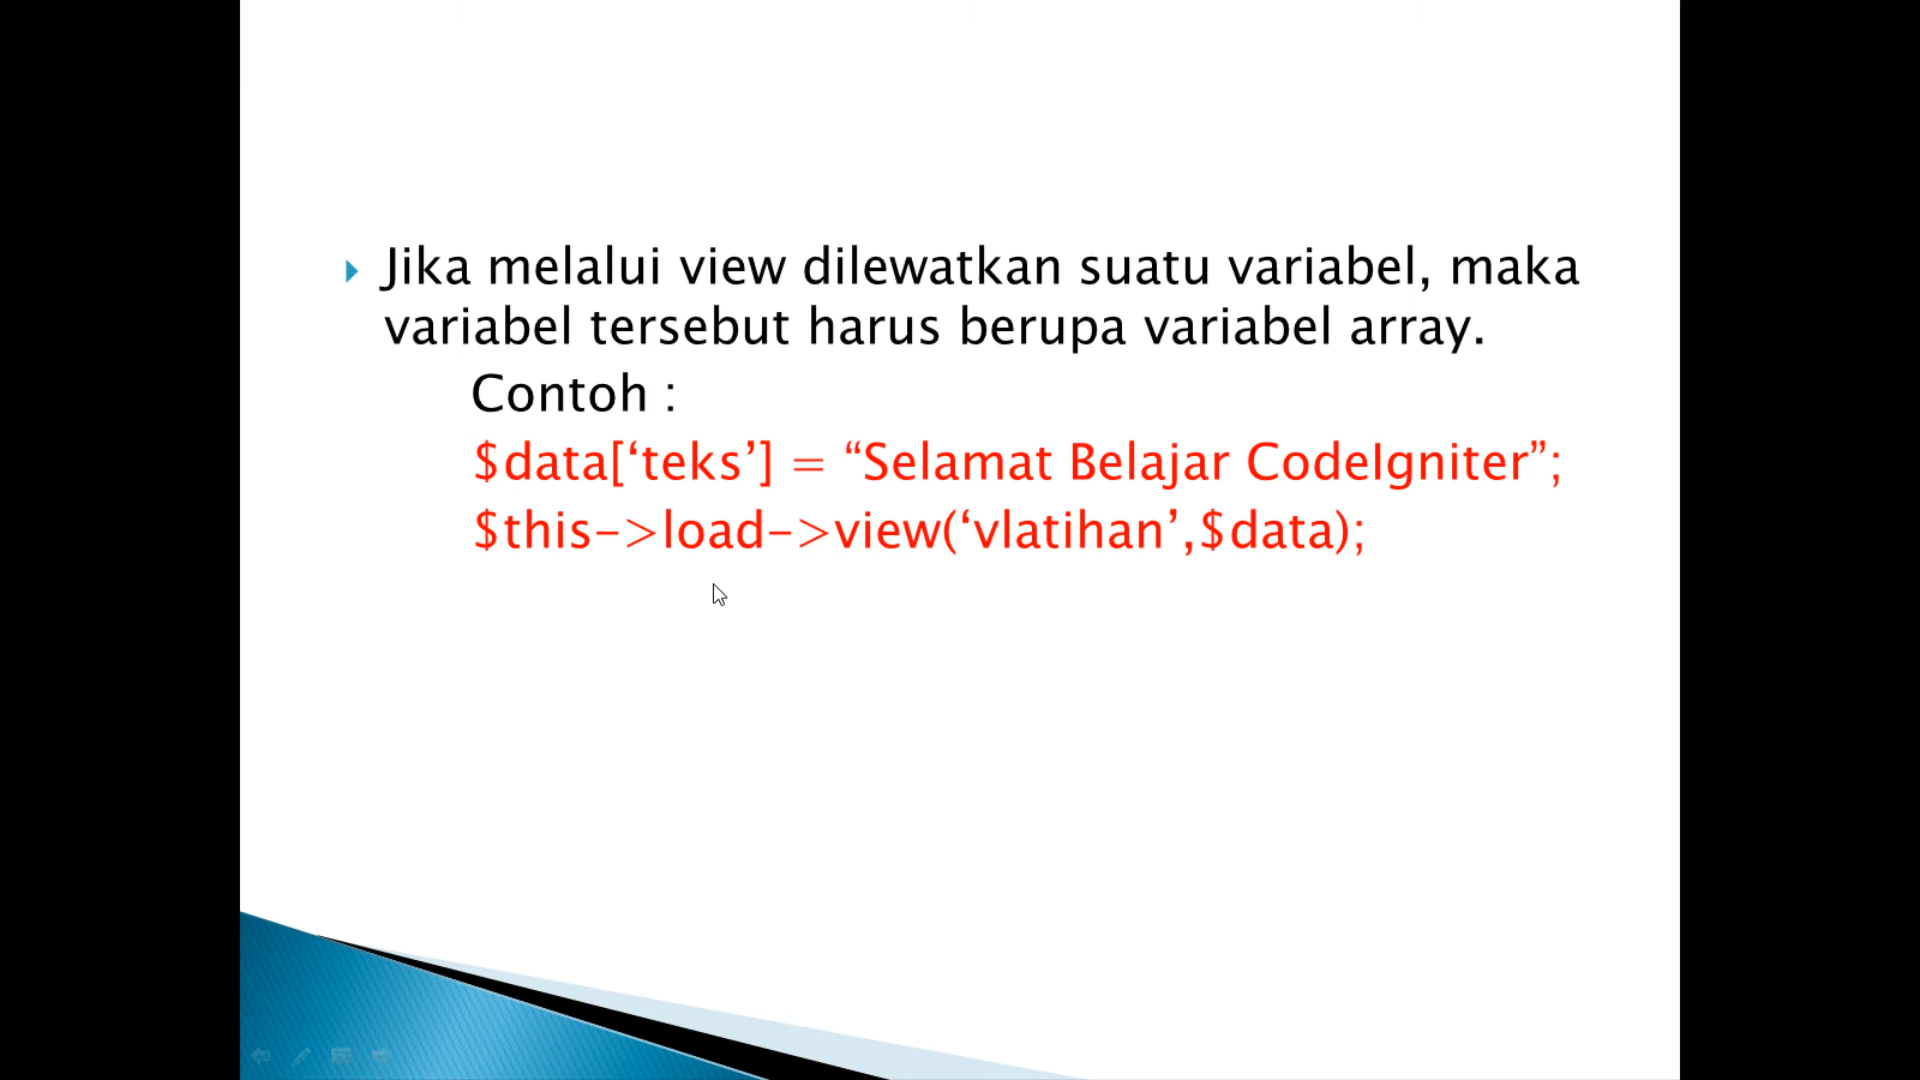 Jika melalui view dilewatkan suatu variabel, maka
variabel tersebut harus berupa variabel array.
Contoh :
$data[‘teks’] = “Selamat Belajar CodeIgniter”;
$this->load->view(‘vlatihan’,$data);